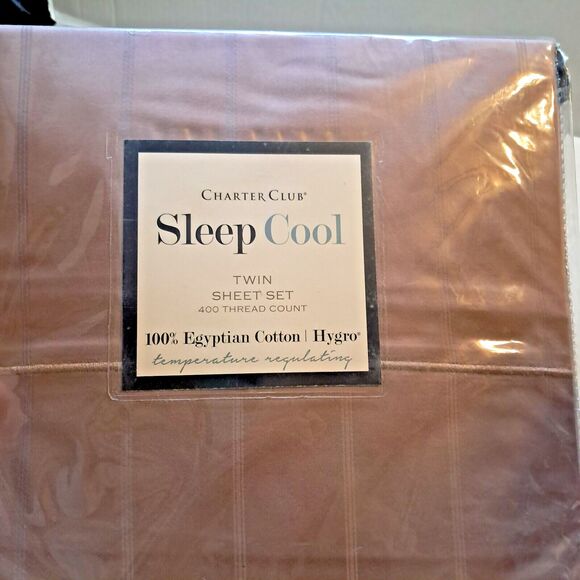 CHARTER CLUB®
Sleep Cool
TWIN
SHEET SET
400 THREAD COUNT
100% Egyptian Cotton | Hygro®
temperature regulating